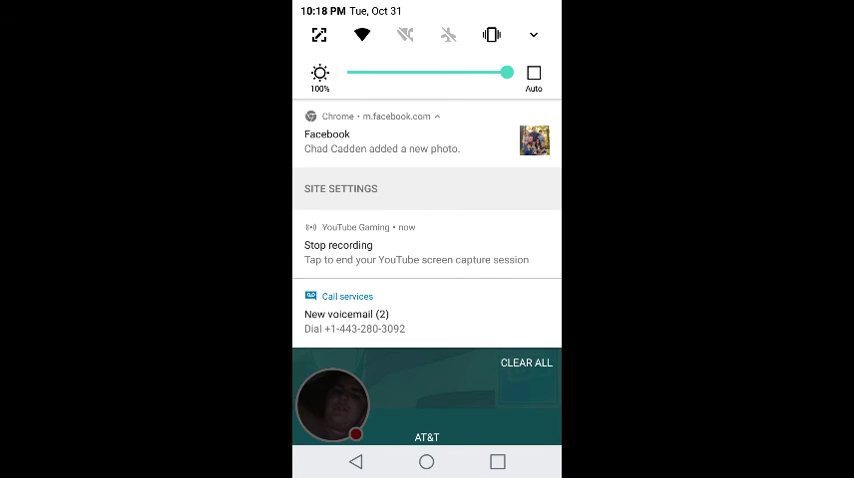 10:18 PM Tue, Oct 31
100%
Auto
Chrome • m.facebook.com
Facebook
Chad Cadden added a new photo.
SITE SETTINGS
YouTube Gaming • now
Stop recording
Tap to end your YouTube screen capture session
Call services
New voicemail (2)
Dial +1-443-280-3092
CLEAR ALL
AT&T